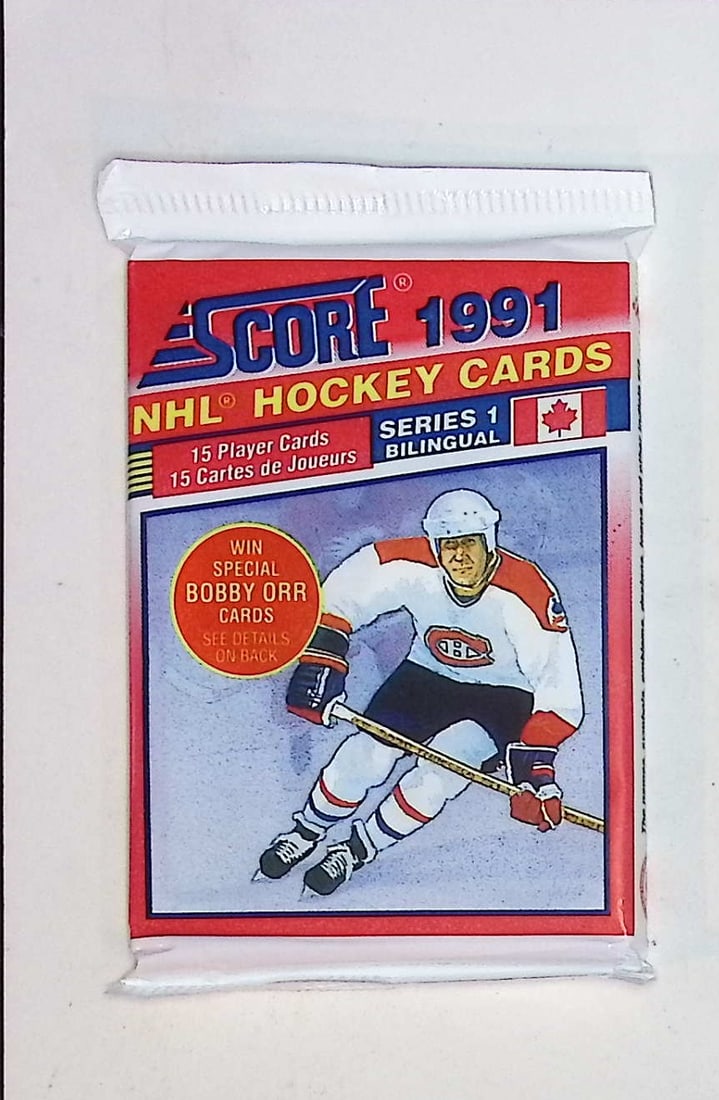 SCORE® 1991
NHL® HOCKEY CARDS
15 Player Cards
15 Cartes de Joueurs
SERIES 1
BILINGUAL
WIN
SPECIAL
BOBBY ORR
CARDS
SEE DETAILS
ON BACK
CH